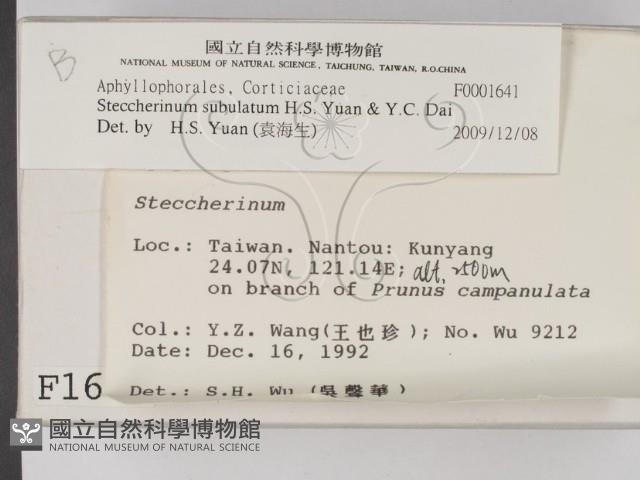 B
國立自然科學博物館
NATIONAL MUSEUM OF NATURAL SCIENCE, TAICHUNG, TAIWAN, R.O.CHINA
Aphyllophorales, Corticiaceae F0001641
Steccherinum subulatum H.S. Yuan & Y.C. Dai
Det. by H.S. Yuan (袁海生) 2009/12/08
Steccherinum
Loc.: Taiwan. Nantou: Kunyang
24.07N, 121.14E; alt. 2500m
on branch of Prunus campanulata
Col.: Y.Z. Wang(王也珍); No. Wu 9212
Date: Dec. 16, 1992
F16
Det.: S.H. Wu (吳聲華)
國立自然科學博物館
NATIONAL MUSEUM OF NATURAL SCIENCE